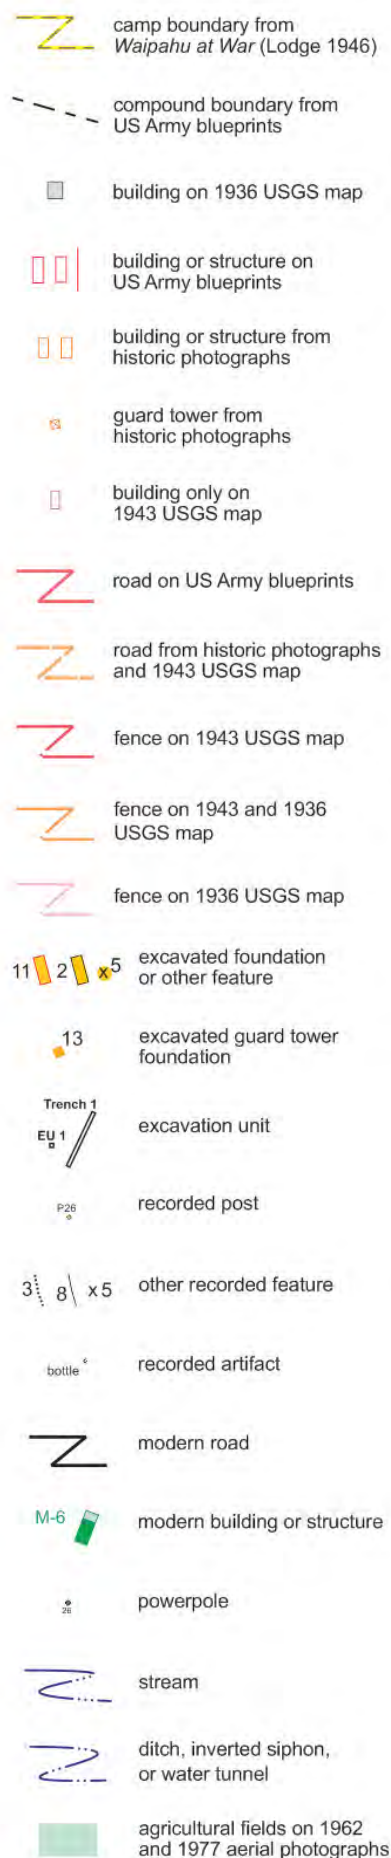 camp boundary from
Waipahu at War (Lodge 1946)
compound boundary from
US Army blueprints
building on 1936 USGS map
building or structure on
US Army blueprints
building or structure from
historic photographs
guard tower from
historic photographs
building only on
1943 USGS map
road on US Army blueprints
road from historic photographs
and 1943 USGS map
fence on 1943 USGS map
fence on 1943 and 1936
USGS map
fence on 1936 USGS map
11 2 x 5 excavated foundation
or other feature
13 excavated guard tower
foundation
Trench 1
EU 1 excavation unit
P26 recorded post
3 8 x 5 other recorded feature
bottle recorded artifact
modern road
M-6 modern building or structure
26 powerpole
stream
ditch, inverted siphon,
or water tunnel
agricultural fields on 1962
and 1977 aerial photographs